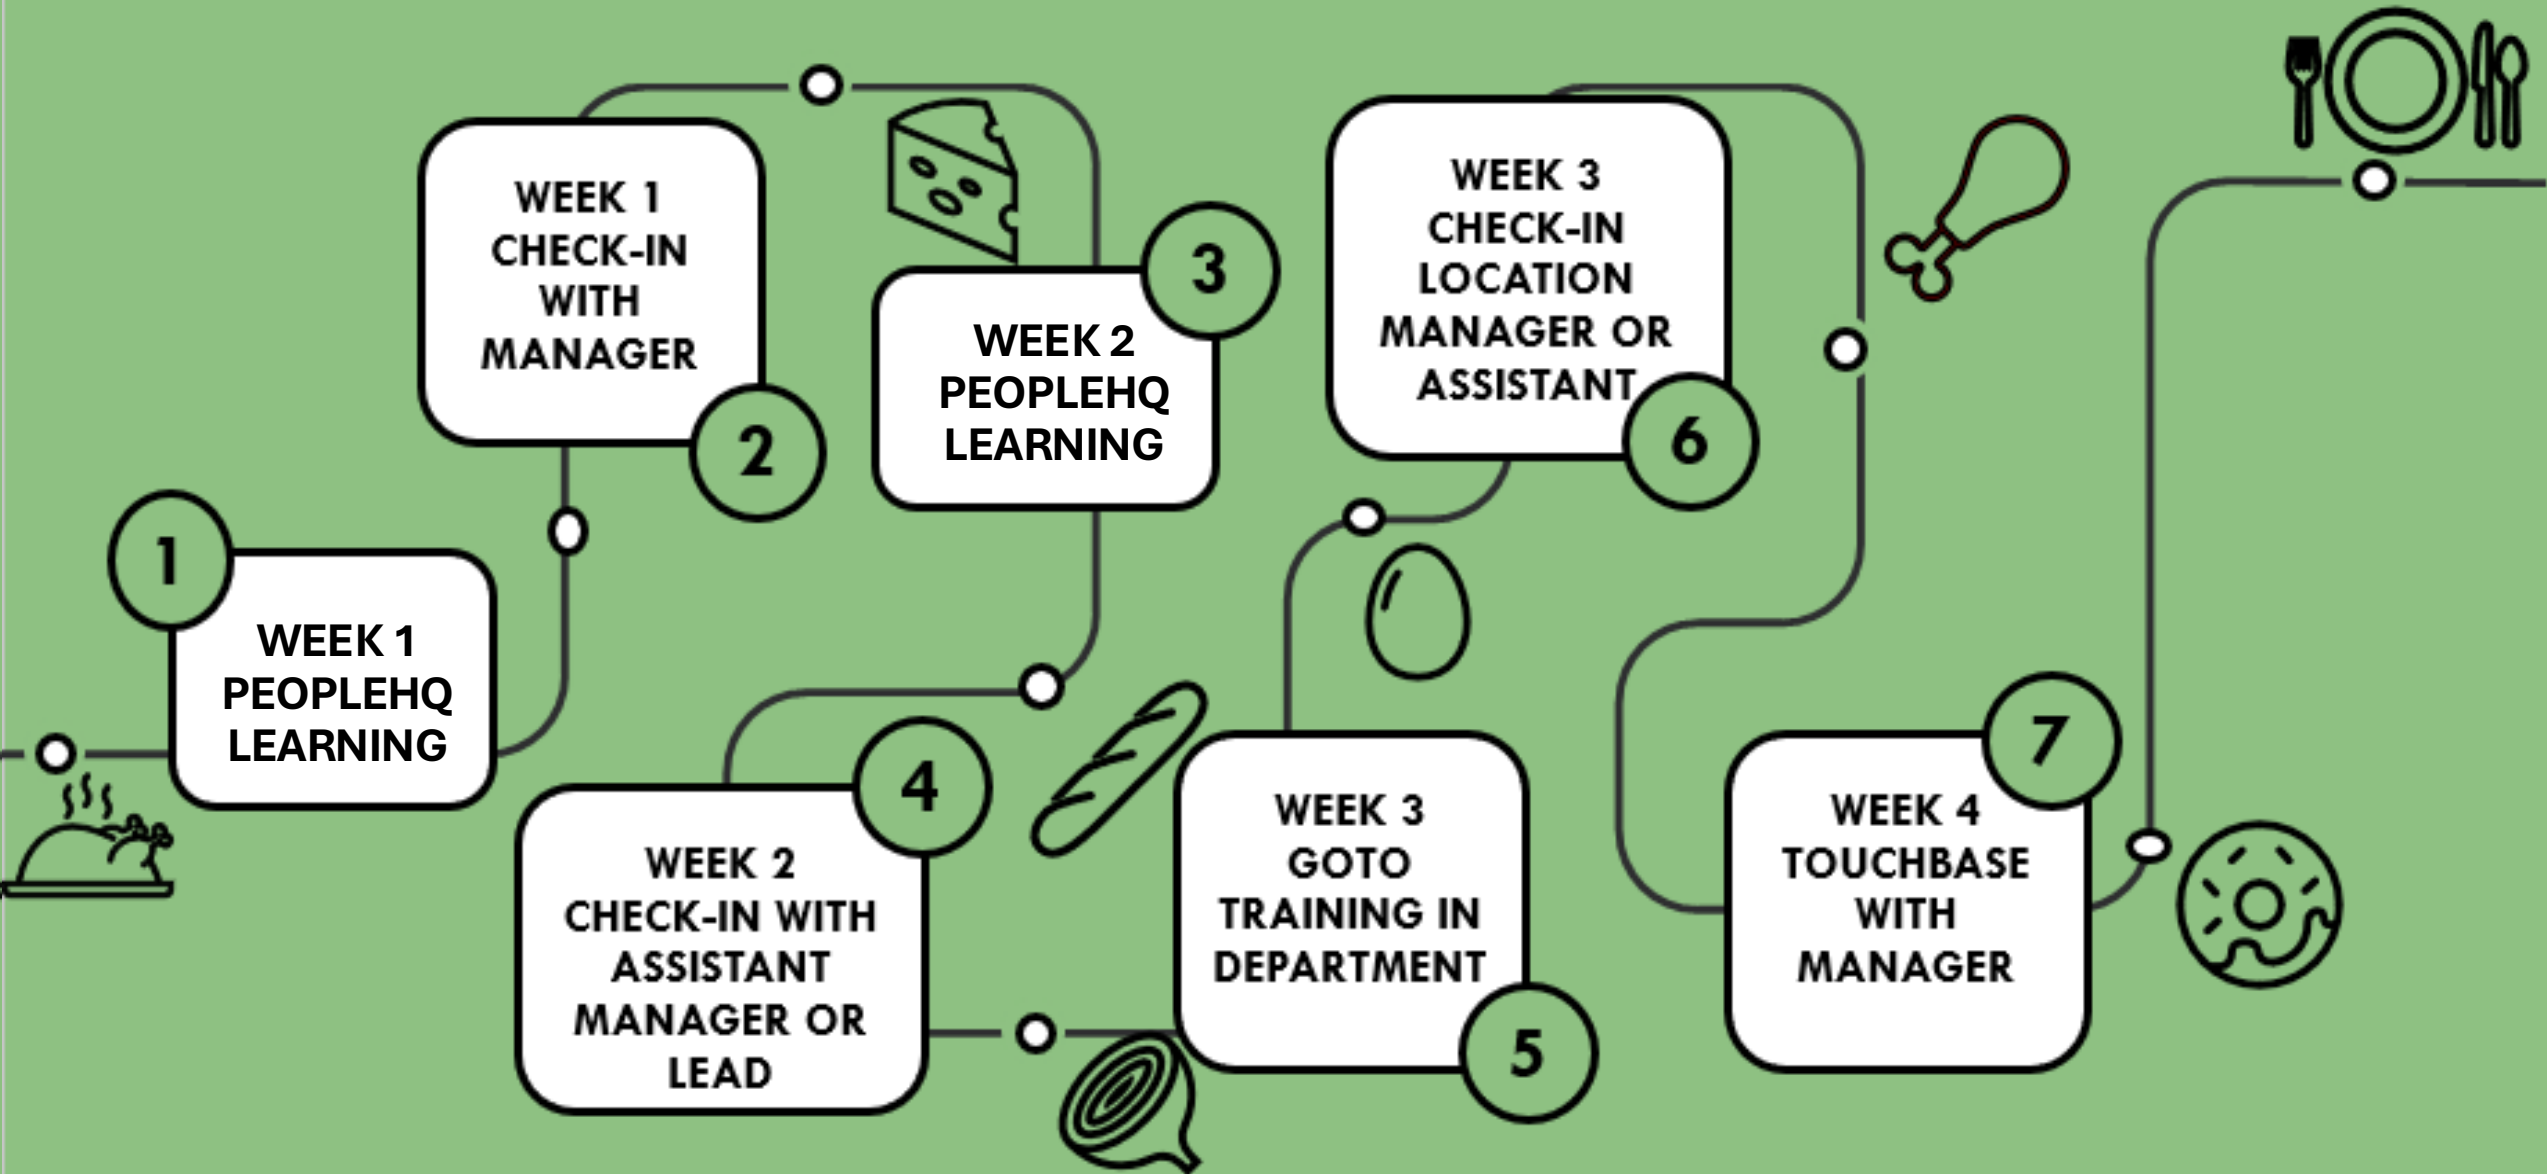 1
WEEK 1
PEOPLEHQ
LEARNING
WEEK 1
CHECK-IN
WITH
MANAGER
2
3
WEEK 2
PEOPLEHQ
LEARNING
4
WEEK 2
CHECK-IN WITH
ASSISTANT
MANAGER OR
LEAD
WEEK 3
GOTO
TRAINING IN
DEPARTMENT
5
WEEK 3
CHECK-IN
LOCATION
MANAGER OR
ASSISTANT
6
7
WEEK 4
TOUCHBASE
WITH
MANAGER